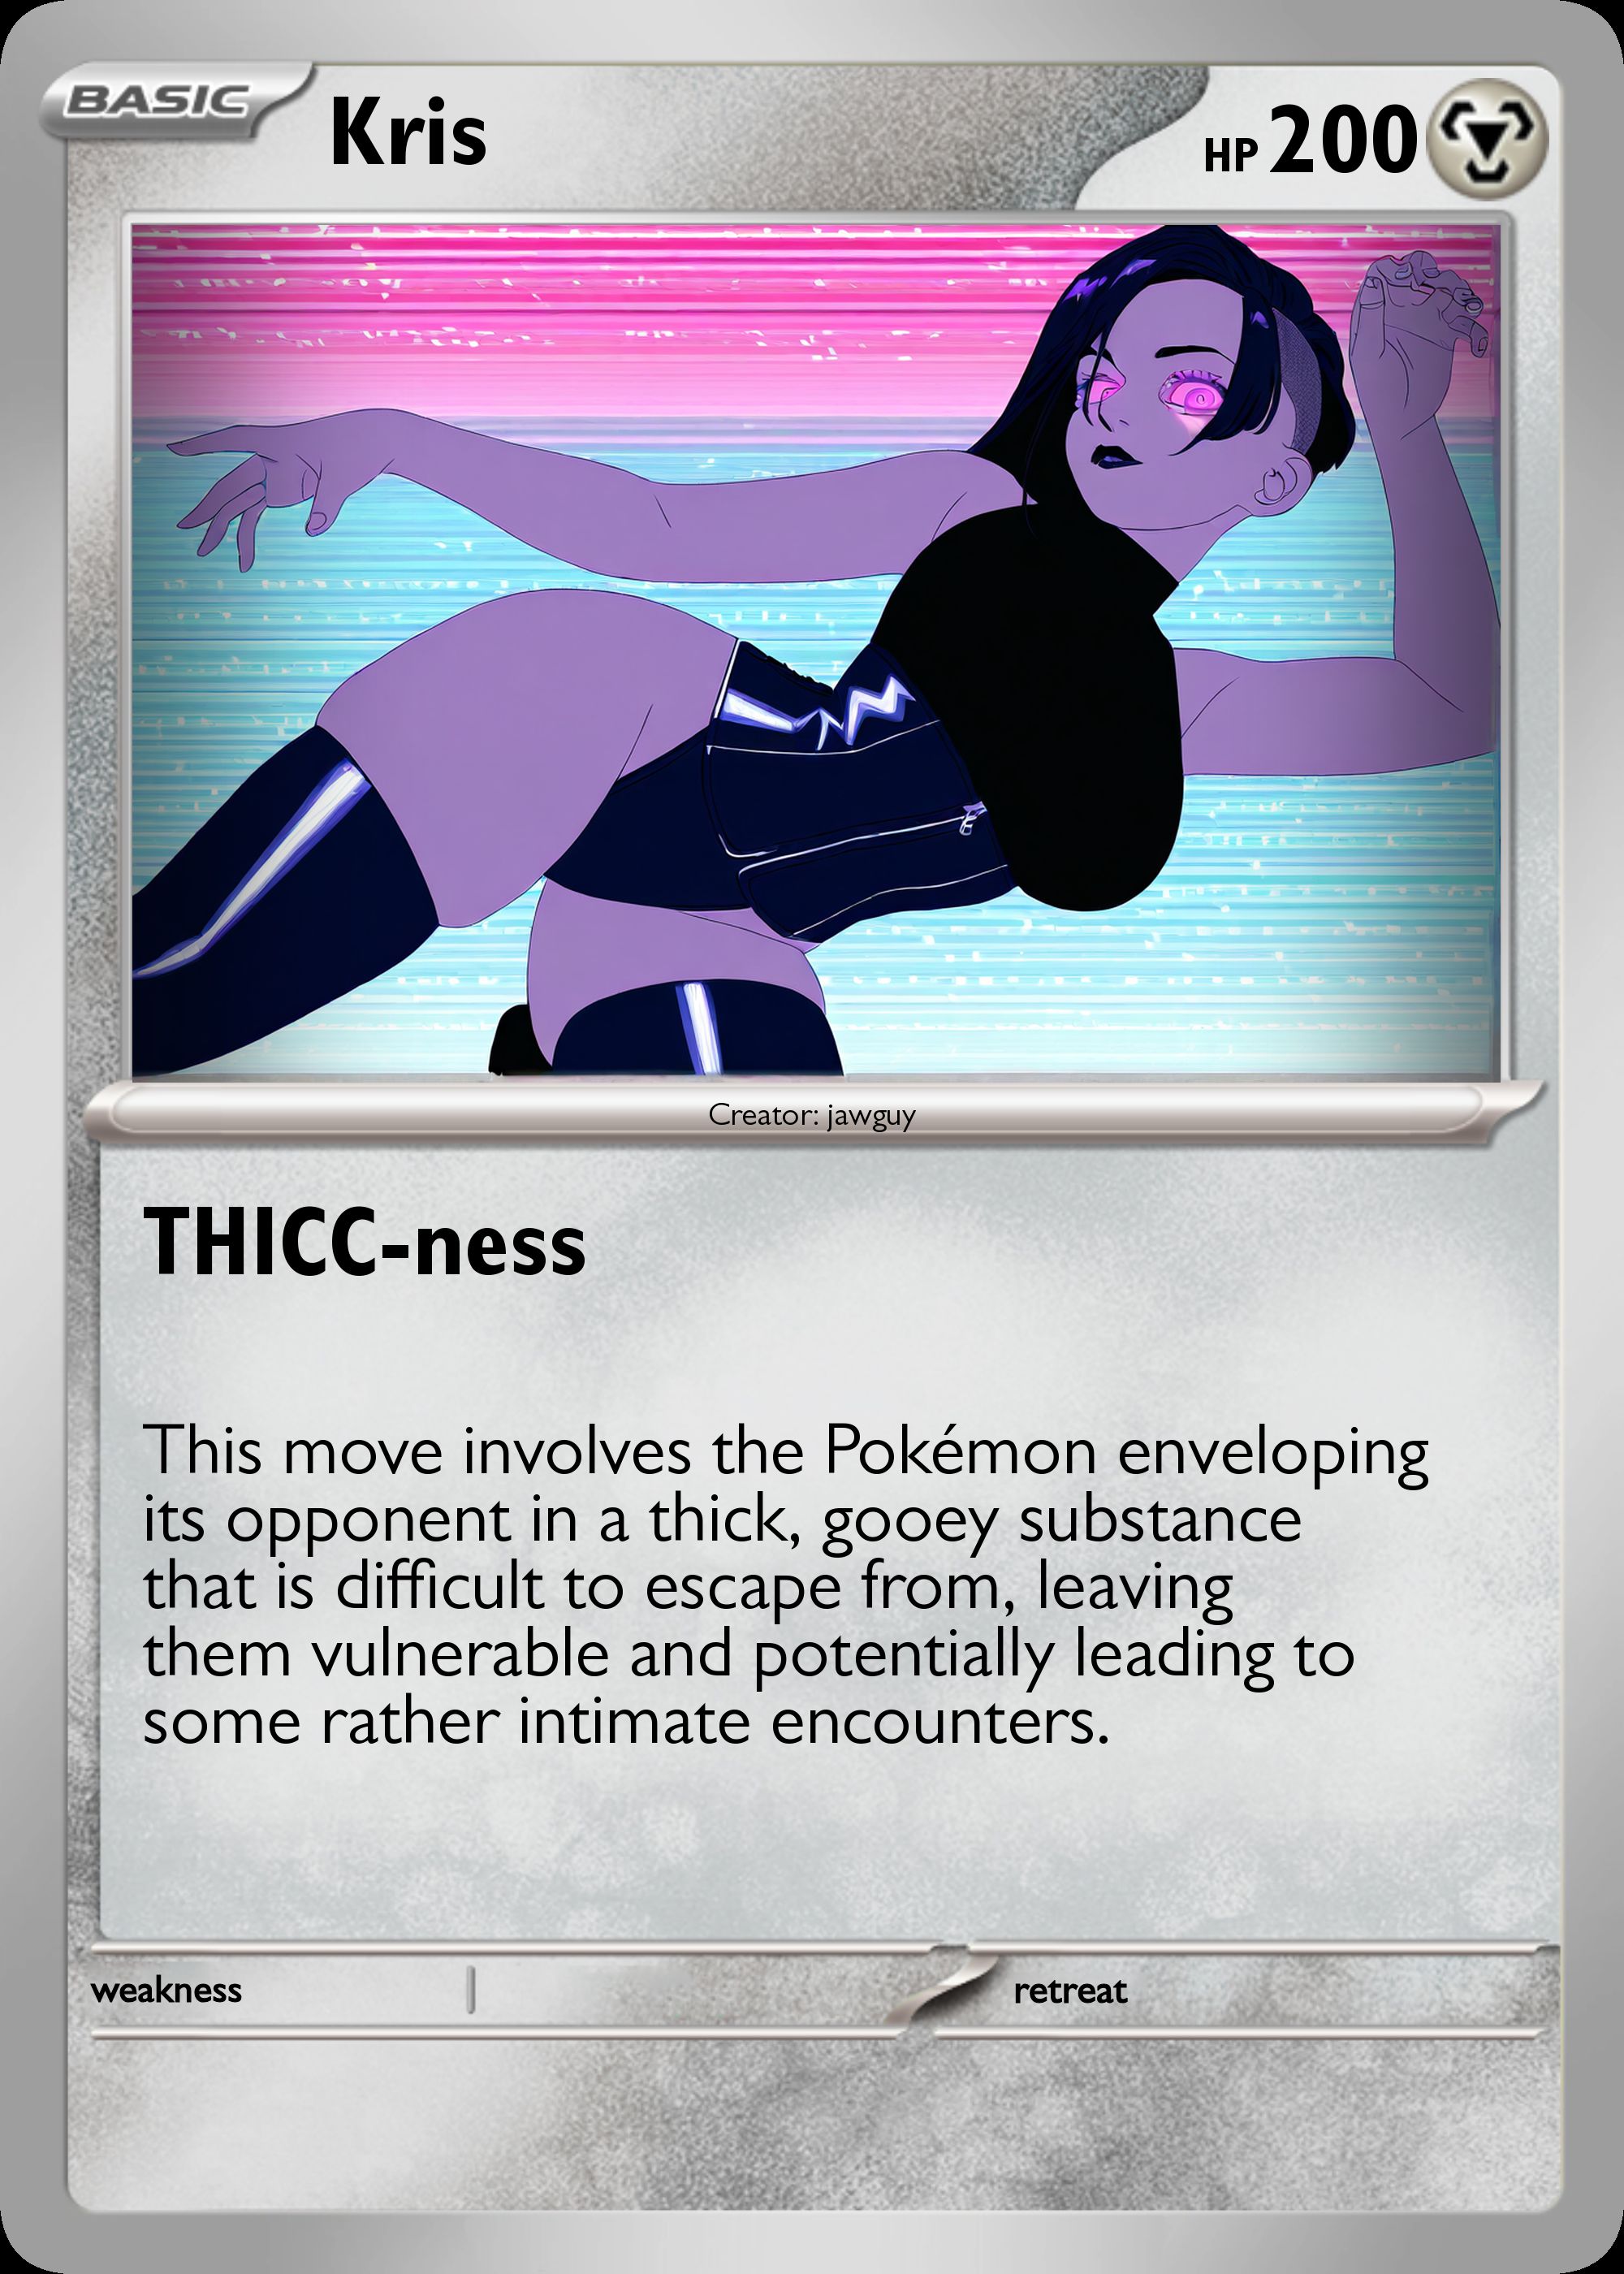 BASIC
Kris
HP 200
Creator: jawguy
THICC-ness
This move involves the Pokémon enveloping
its opponent in a thick, gooey substance
that is difficult to escape from, leaving
them vulnerable and potentially leading to
some rather intimate encounters.
weakness
retreat